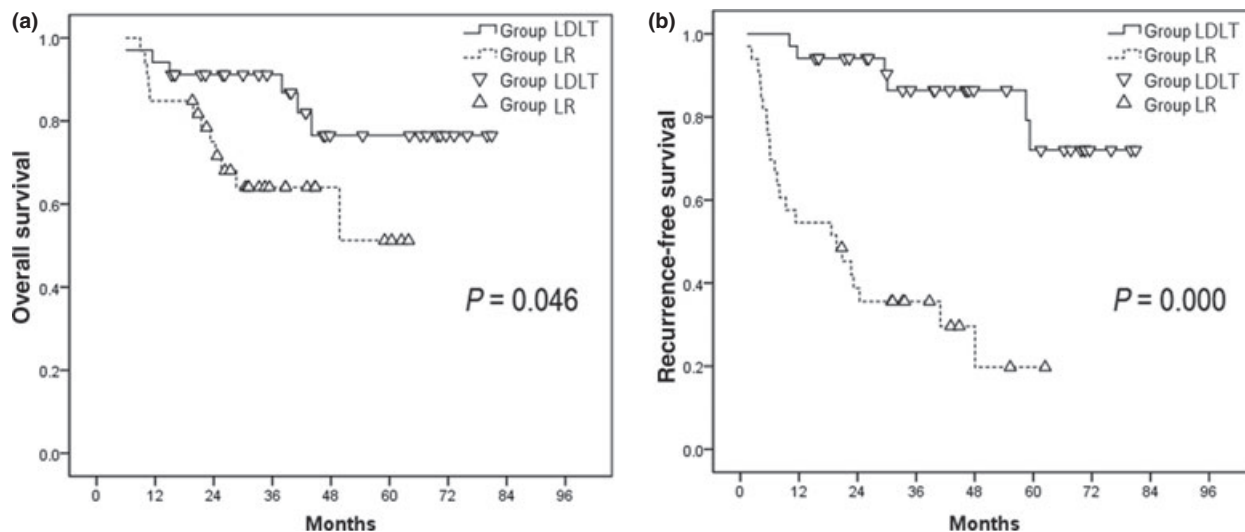 (a)
Group LDLT
Group LR
Group LDLT
Group LR
1.0
0.8
0.6
0.4
0.2
0.0
Overall survival
P = 0.046
0 12 24 36 48 60 72 84 96
Months
(b)
Group LDLT
Group LR
Group LDLT
Group LR
1.0
0.8
0.6
0.4
0.2
0.0
Recurrence-free survival
P = 0.000
0 12 24 36 48 60 72 84 96
Months